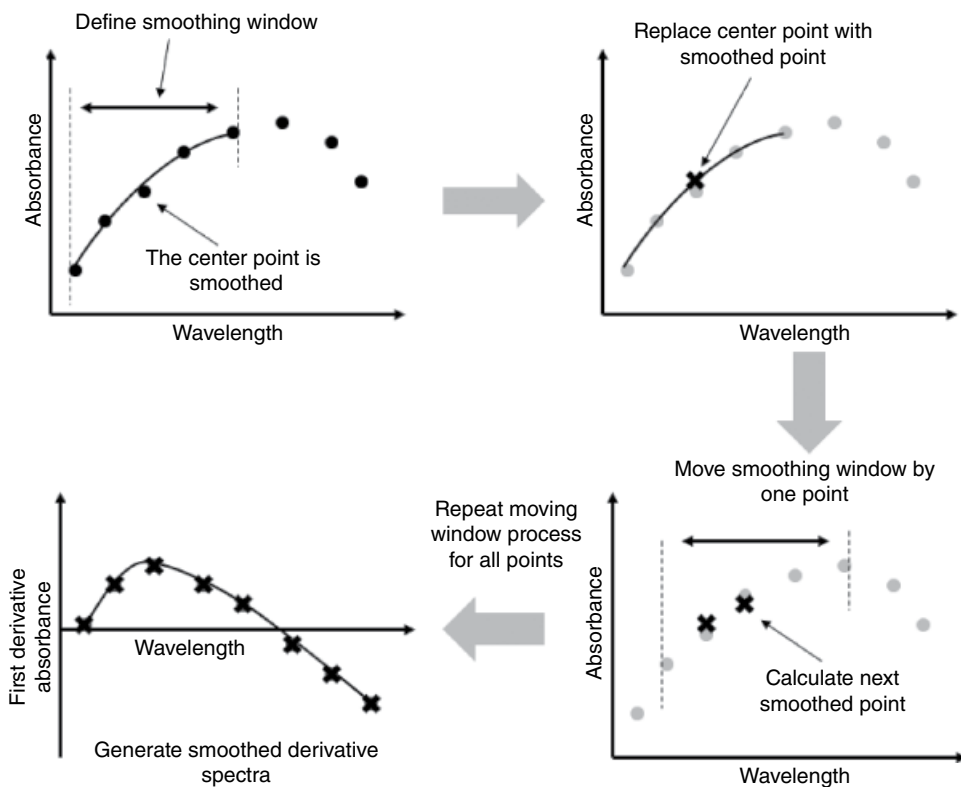 Define smoothing window
Absorbance
The center point is
smoothed
Wavelength
Replace center point with
smoothed point
Absorbance
Wavelength
Move smoothing window by
one point
Absorbance
Calculate next
smoothed point
Wavelength
Repeat moving
window process
for all points
First derivative
absorbance
Wavelength
Generate smoothed derivative
spectra